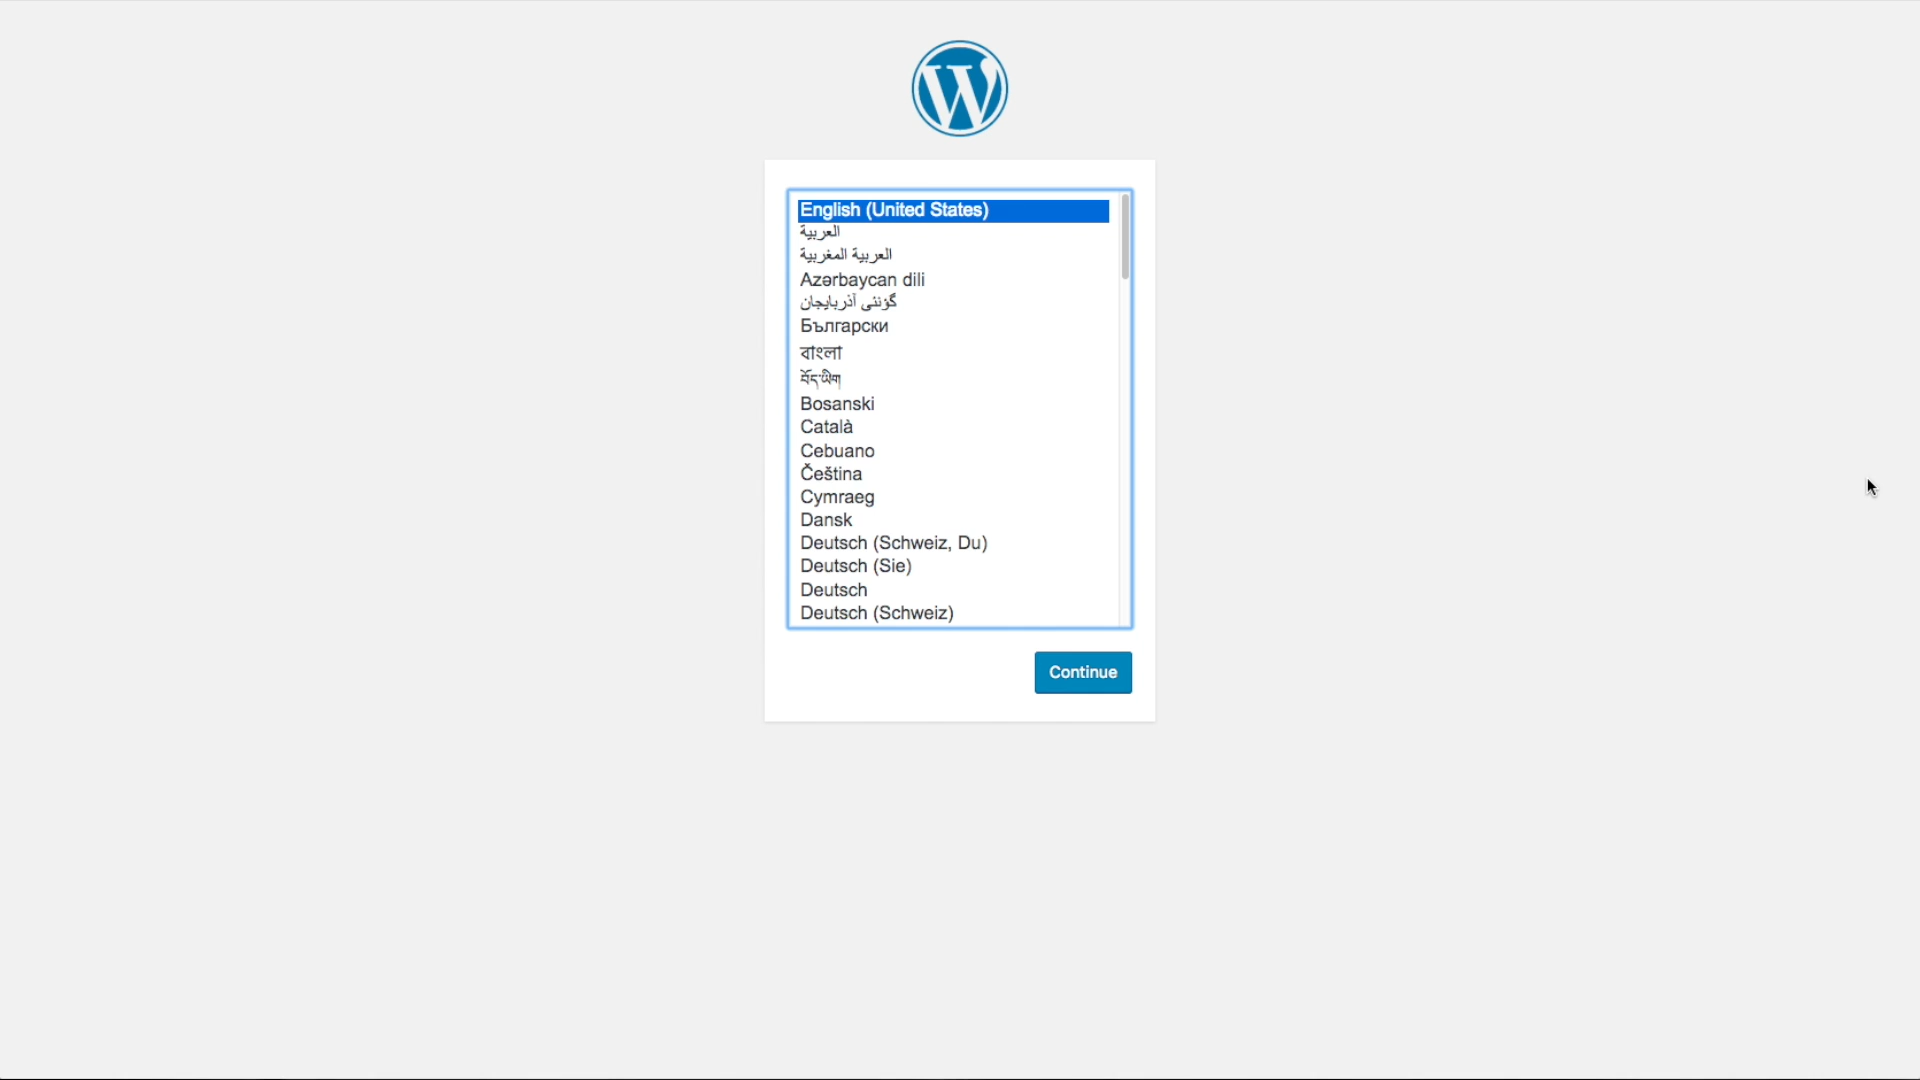 English (United States)
العربية
العربية المغربية
Azərbaycan dili
گؤنئی آذربایجان
Български
বাংলা
བོད་ཡིག
Bosanski
Català
Cebuano
Čeština
Cymraeg
Dansk
Deutsch (Schweiz, Du)
Deutsch (Sie)
Deutsch
Deutsch (Schweiz)
Continue